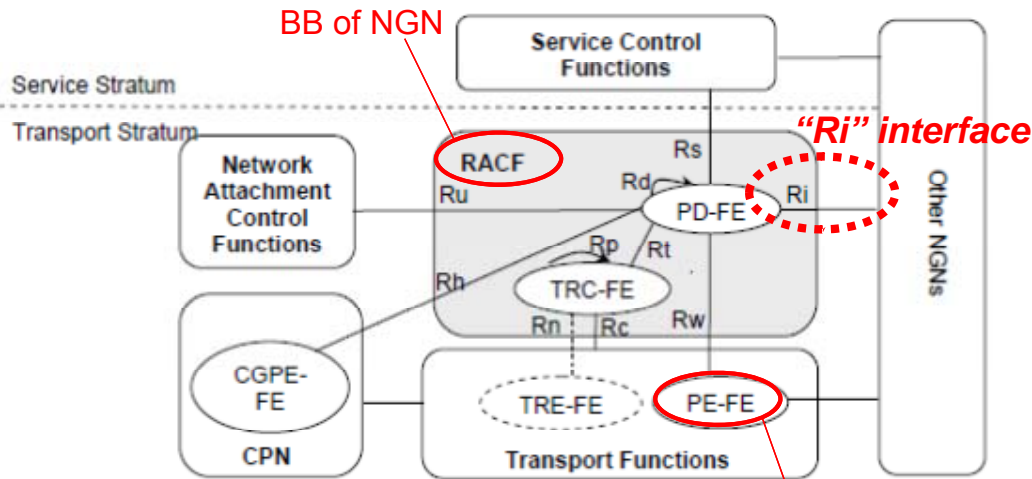 BB of NGN
Service Control
Functions
Service Stratum
Transport Stratum
"Ri" interface
Network
Attachment
Control
Functions
RACF
Rs
Rd
Ru
Ri
PD-FE
Rp
Rt
Rh
TRC-FE
Rn
Rc
Rw
Other NGNs
CGPE-
FE
TRE-FE
PE-FE
CPN
Transport Functions